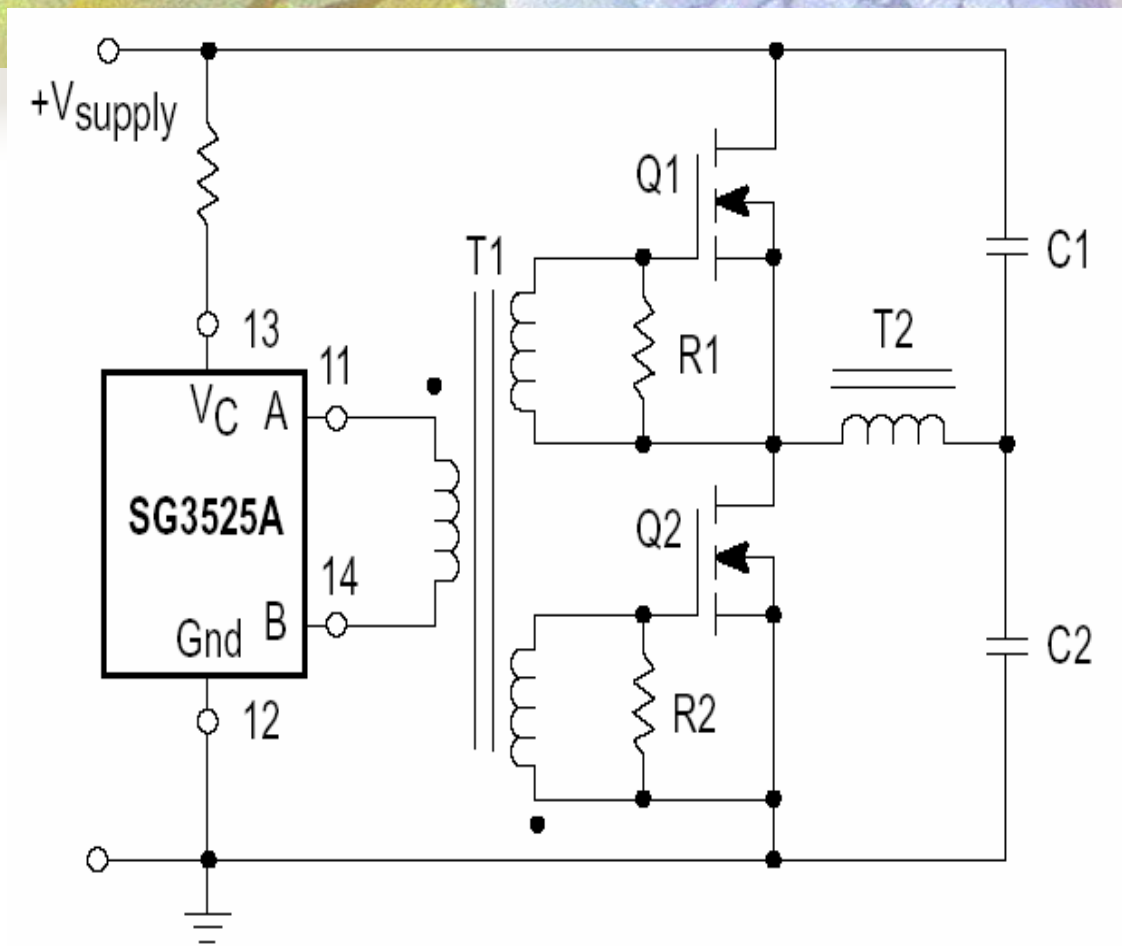 +Vsupply
Q1
C1
T1
13
R1
T2
11
VC A
SG3525A
Q2
14
Gnd B
C2
12
R2